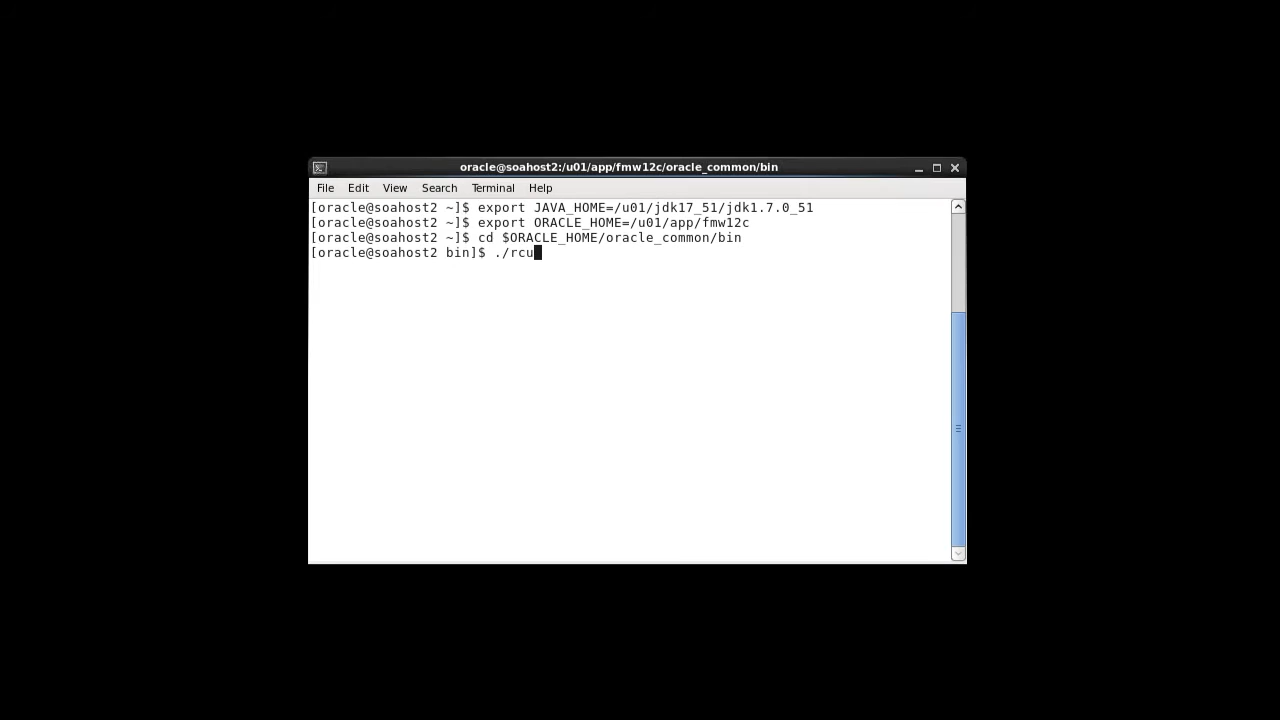 oracle@soahost2:/u01/app/fmw12c/oracle_common/bin
File Edit View Search Terminal Help
[oracle@soahost2 ~]$ export JAVA_HOME=/u01/jdk17_51/jdk1.7.0_51
[oracle@soahost2 ~]$ export ORACLE_HOME=/u01/app/fmw12c
[oracle@soahost2 ~]$ cd $ORACLE_HOME/oracle_common/bin
[oracle@soahost2 bin]$ ./rcu